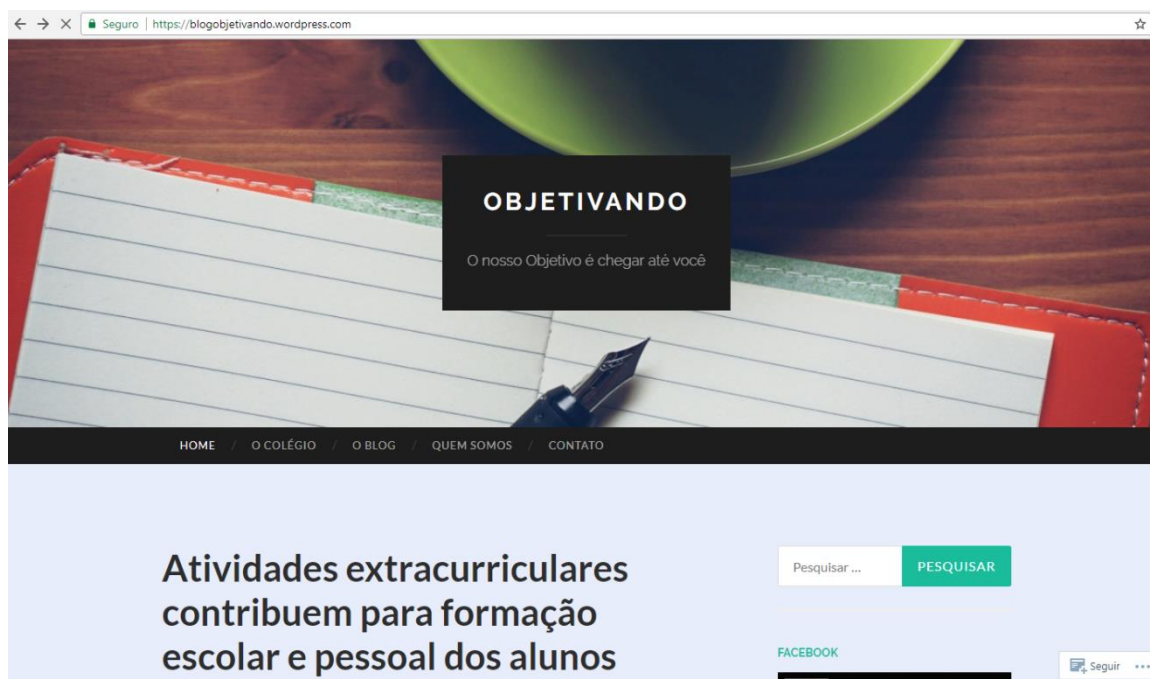 Seguro | https://blogobjetivando.wordpress.com
OBJETIVANDO
O nosso Objetivo é chegar até você
HOME / O COLÉGIO / O BLOG / QUEM SOMOS / CONTATO
Atividades extracurriculares
contribuem para formação
escolar e pessoal dos alunos
Pesquisar ...
PESQUISAR
FACEBOOK
Seguir